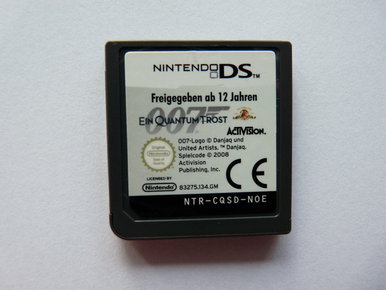 NINTENDO DS™
Freigegeben ab 12 Jahren
007
EIN QUANTUM TROST
ACTIVISION.
007-Logo © Danjaq und
United Artists, ™ Danjaq.
Spielcode © 2008
Activision
Publishing, Inc.
CE
LICENSED BY
Nintendo
83275.134.GM
NTR-CQSD-NOE